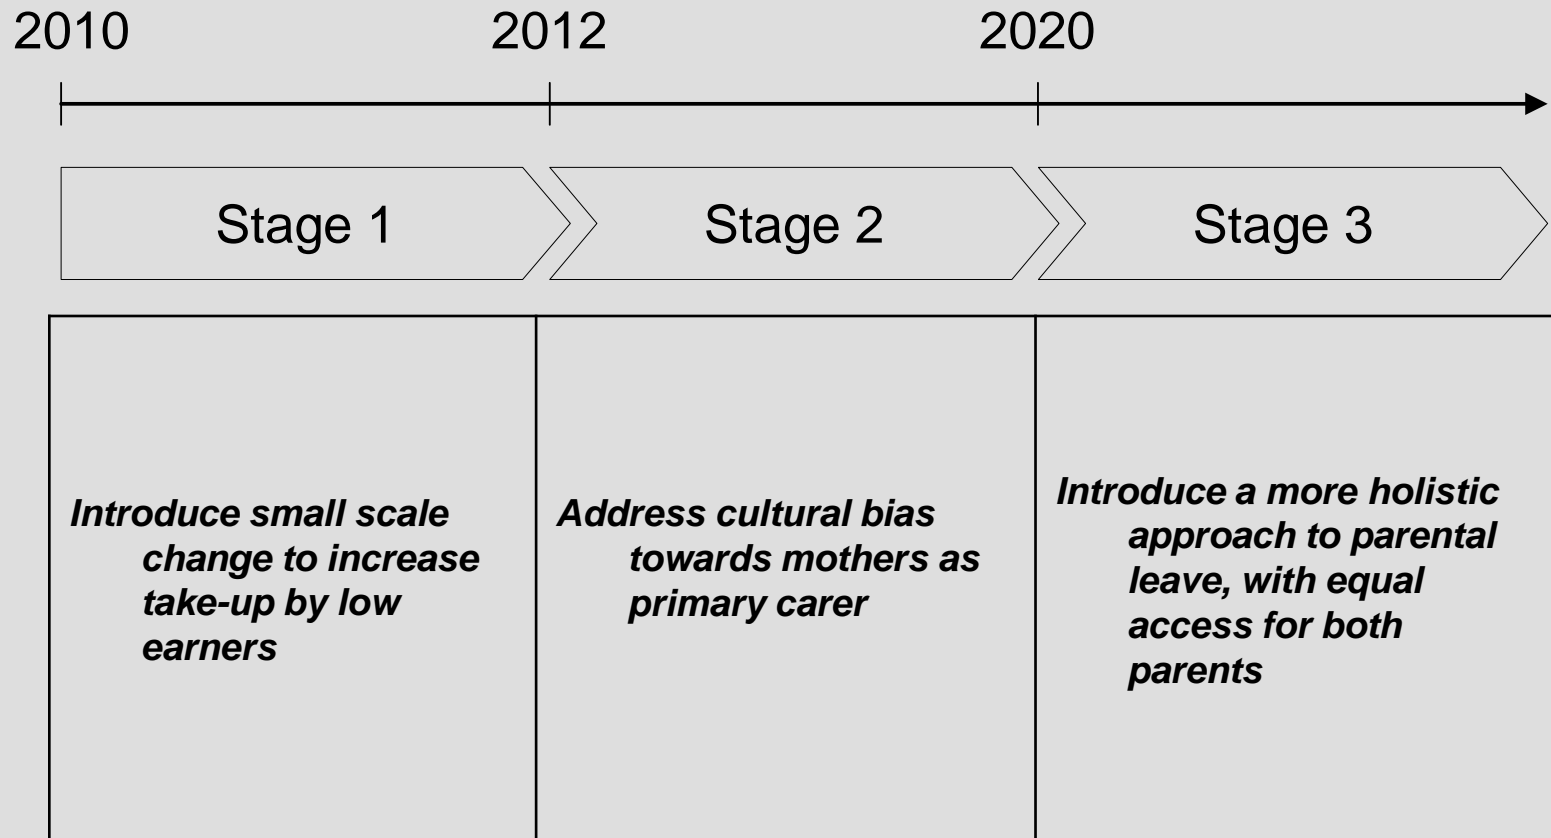 2010 2012 2020
Stage 1 Stage 2 Stage 3
Introduce small scale
change to increase
take-up by low
earners
Address cultural bias
towards mothers as
primary carer
Introduce a more holistic
approach to parental
leave, with equal
access for both
parents